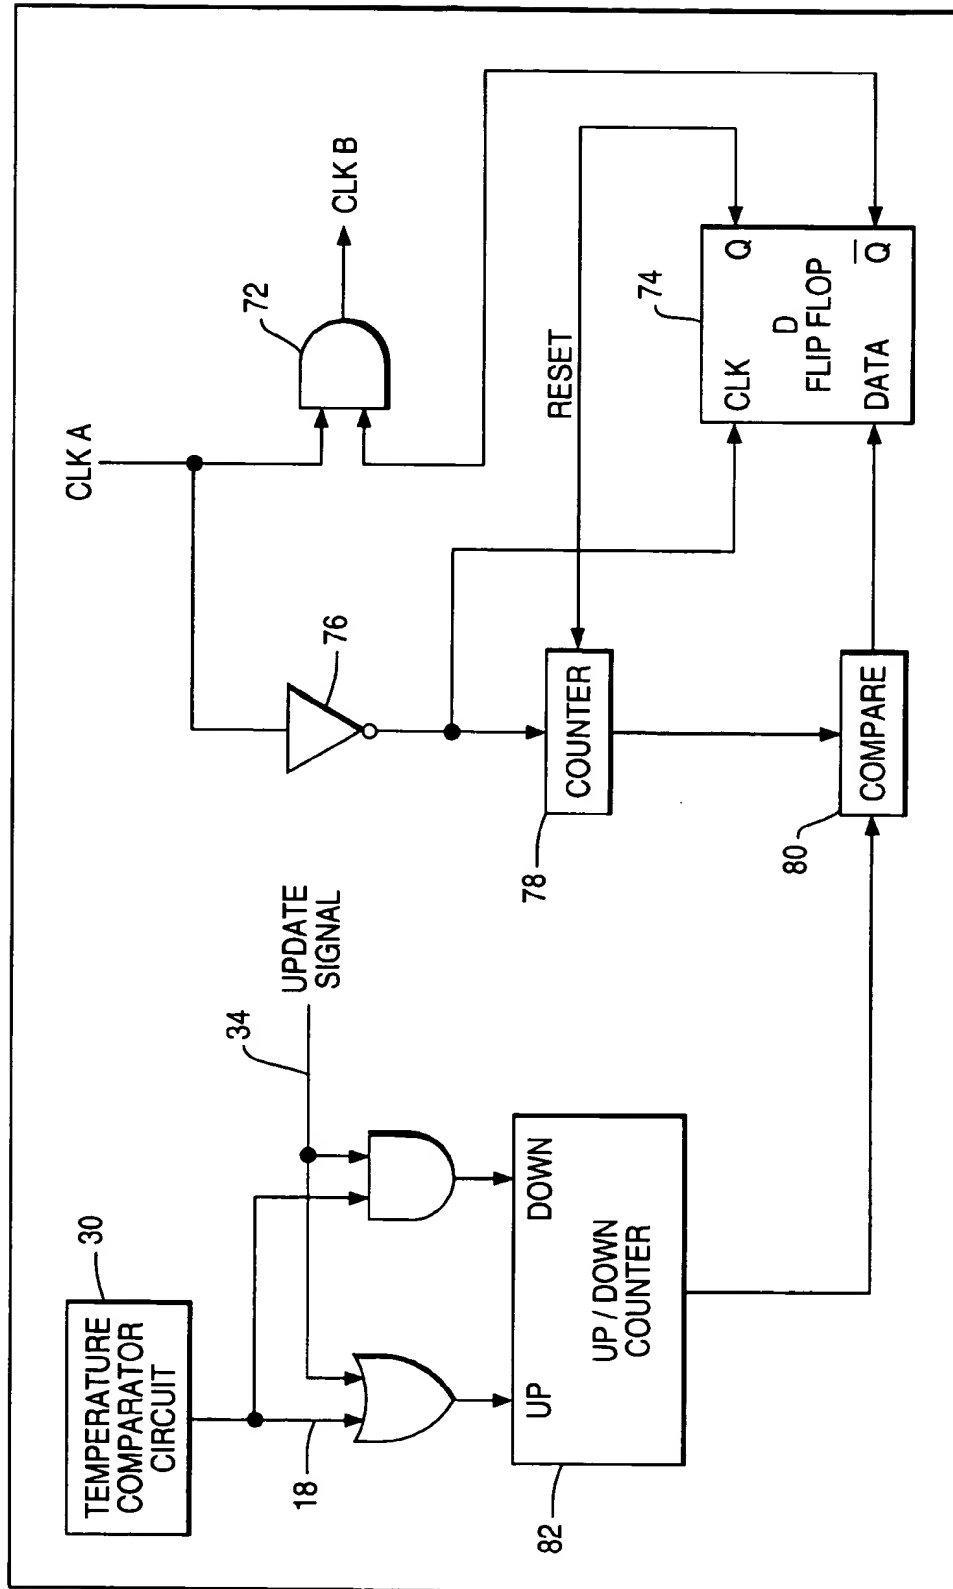 TEMPERATURE
COMPARATOR
CIRCUIT
30
18
34
UPDATE
SIGNAL
UP
DOWN
UP / DOWN
COUNTER
82
CLK A
72
CLK B
76
COUNTER
78
RESET
COMPARE
80
74
CLK
Q
D
FLIP FLOP
DATA
Q̅